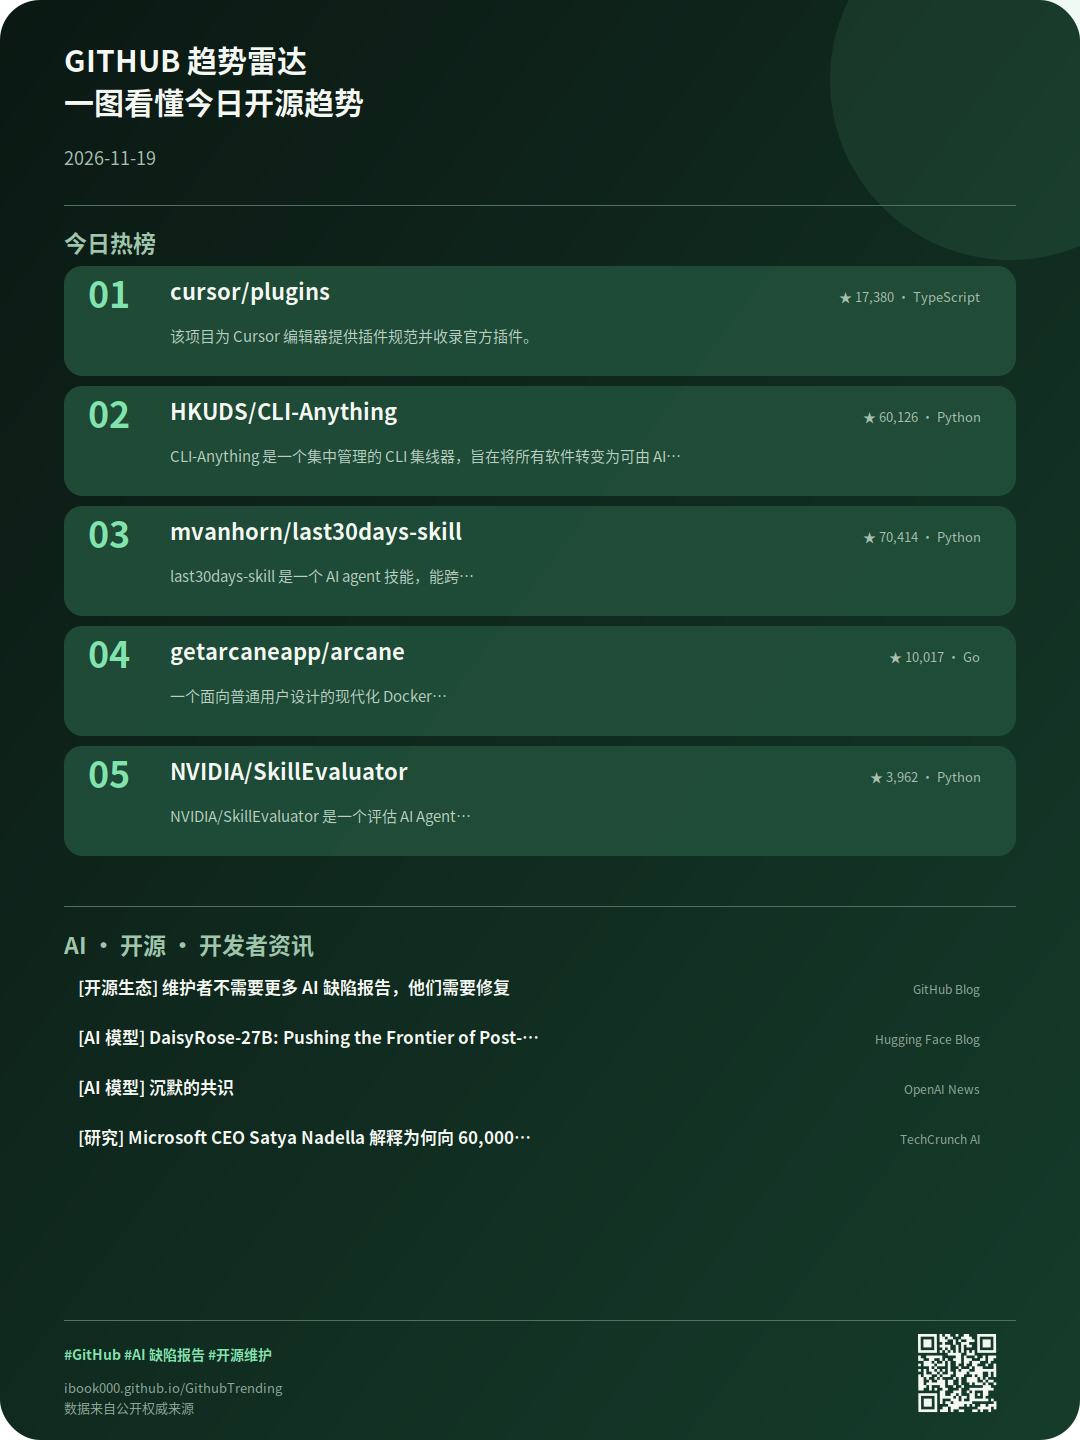 GITHUB 趋势雷达
一图看懂今日开源趋势
2026-11-19
今日热榜
01 cursor/plugins ★ 17,380 · TypeScript
该项目为 Cursor 编辑器提供插件规范并收录官方插件。
02 HKUDS/CLI-Anything ★ 60,126 · Python
CLI-Anything 是一个集中管理的 CLI 集线器，旨在将所有软件转变为可由 AI…
03 mvanhorn/last30days-skill ★ 70,414 · Python
last30days-skill 是一个 AI agent 技能，能跨…
04 getarcaneapp/arcane ★ 10,017 · Go
一个面向普通用户设计的现代化 Docker…
05 NVIDIA/SkillEvaluator ★ 3,962 · Python
NVIDIA/SkillEvaluator 是一个评估 AI Agent…
AI · 开源 · 开发者资讯
[开源生态] 维护者不需要更多 AI 缺陷报告，他们需要修复 GitHub Blog
[AI 模型] DaisyRose-27B: Pushing the Frontier of Post-… Hugging Face Blog
[AI 模型] 沉默的共识 OpenAI News
[研究] Microsoft CEO Satya Nadella 解释为何向 60,000… TechCrunch AI
#GitHub #AI 缺陷报告 #开源维护
ibook000.github.io/GithubTrending
数据来自公开权威来源